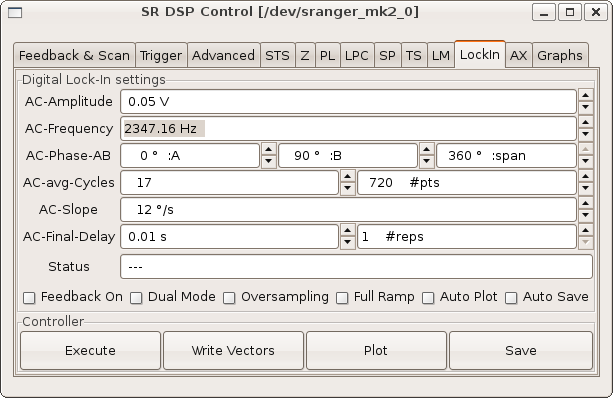 SR DSP Control [/dev/sranger_mk2_0]
Feedback & Scan Trigger Advanced STS Z PL LPC SP TS LM LockIn AX Graphs
Digital Lock-In settings
AC-Amplitude 0.05 V
AC-Frequency 2347.16 Hz
AC-Phase-AB 0 ° :A 90 ° :B 360 ° :span
AC-avg-Cycles 17 720 #pts
AC-Slope 12 °/s
AC-Final-Delay 0.01 s 1 #reps
Status ---
Feedback On Dual Mode Oversampling Full Ramp Auto Plot Auto Save
Controller
Execute Write Vectors Plot Save